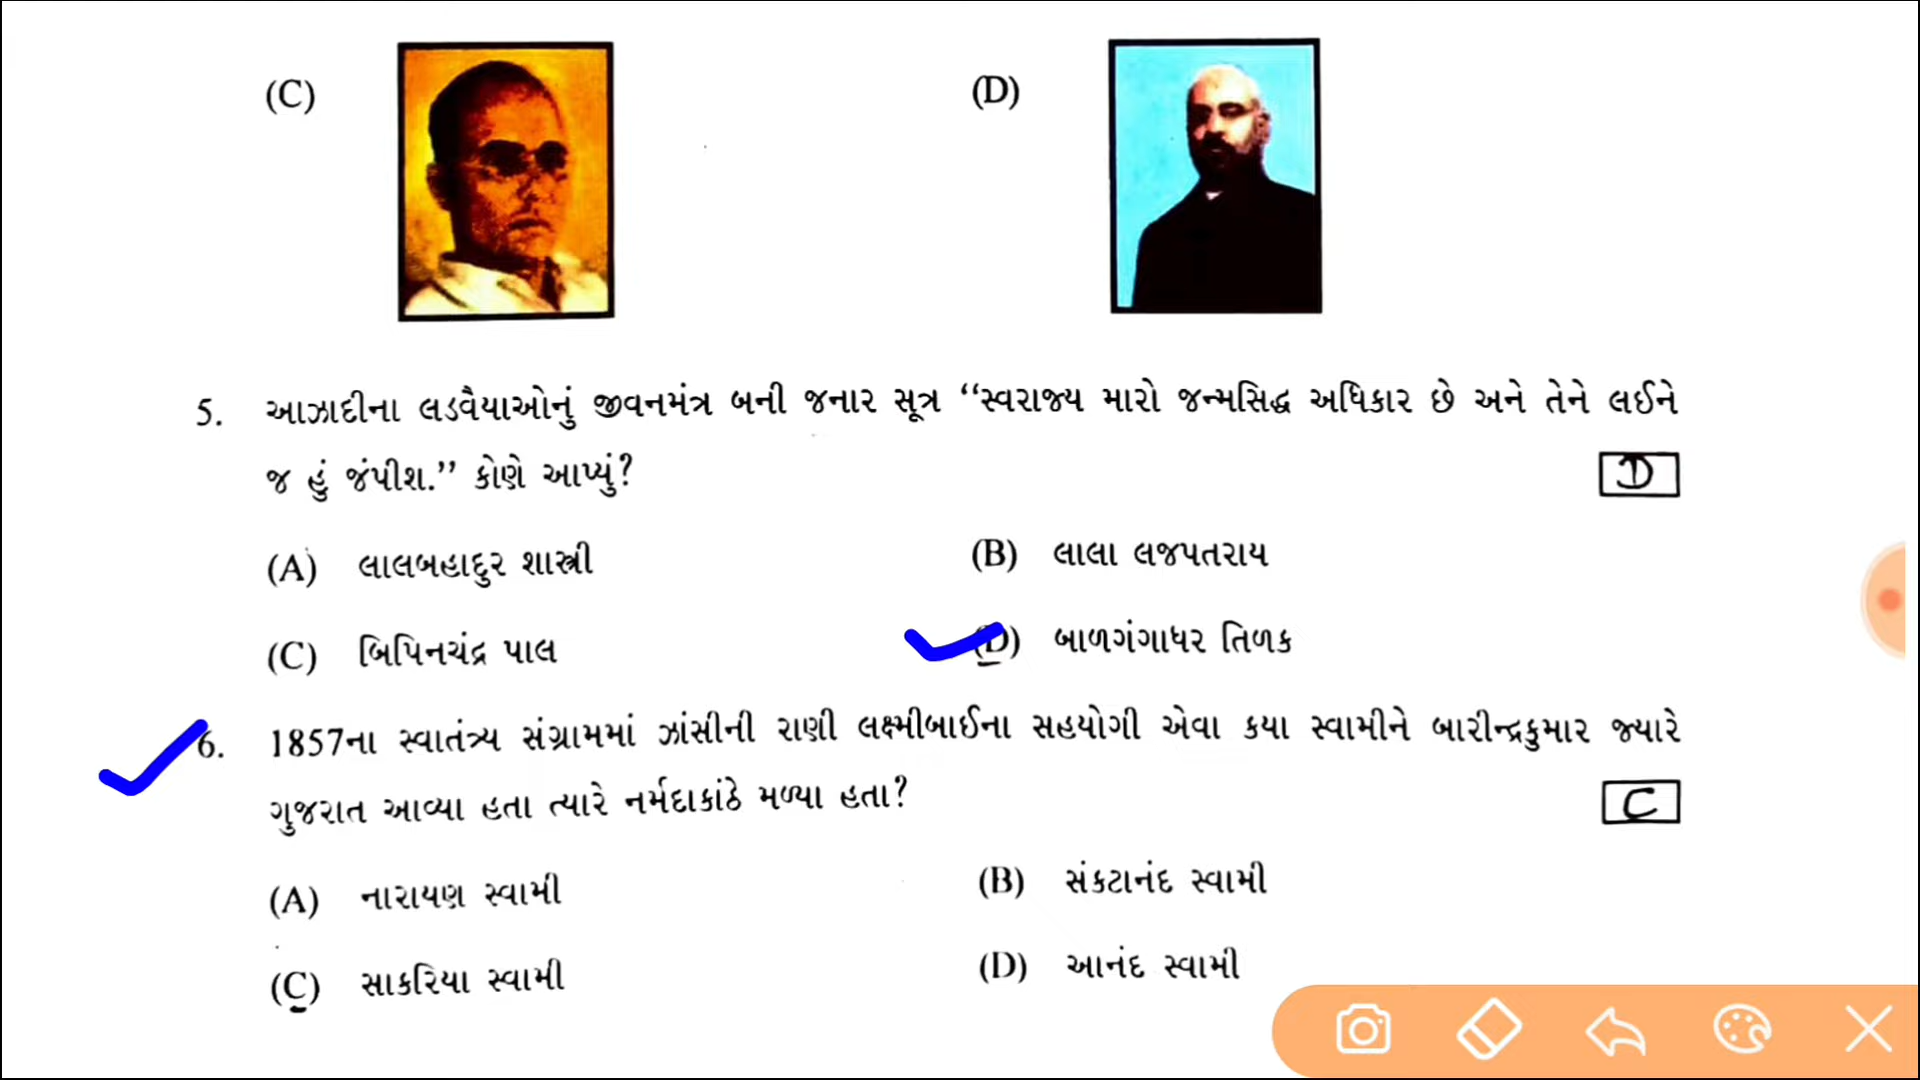 (C)
(D)
5. આઝાદીના લડવૈયાઓનું જીવનમંત્ર બની જનાર સૂત્ર “સ્વરાજ્ય મારો જન્મસિદ્ધ અધિકાર છે અને તેને લઈને
જ હું જંપીશ.” કોણે આપ્યું?
D
(A) લાલબહાદુર શાસ્ત્રી
(B) લાલા લજપતરાય
(C) બિપિનચંદ્ર પાલ
(D) બાળગંગાધર તિળક
6. 1857ના સ્વાતંત્ર્ય સંગ્રામમાં ઝાંસીની રાણી લક્ષ્મીબાઈના સહયોગી એવા કયા સ્વામીને બારીન્દ્રકુમાર જ્યારે
ગુજરાત આવ્યા હતા ત્યારે નર્મદાકાંઠે મળ્યા હતા?
C
(A) નારાયણ સ્વામી
(B) સંકટાનંદ સ્વામી
(C) સાકરિયા સ્વામી
(D) આનંદ સ્વામી